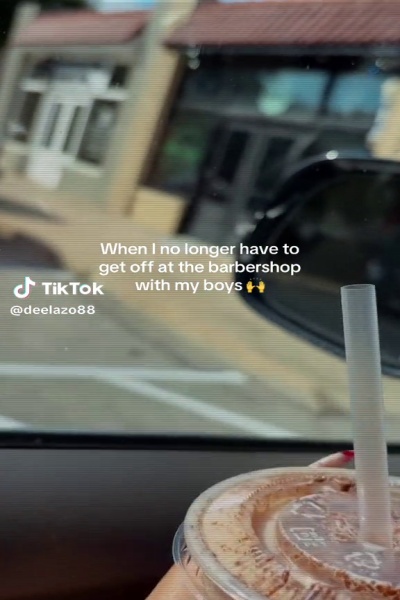 When I no longer have to
get off at the barbershop
with my boys 🙌
TikTok
@deelazo88